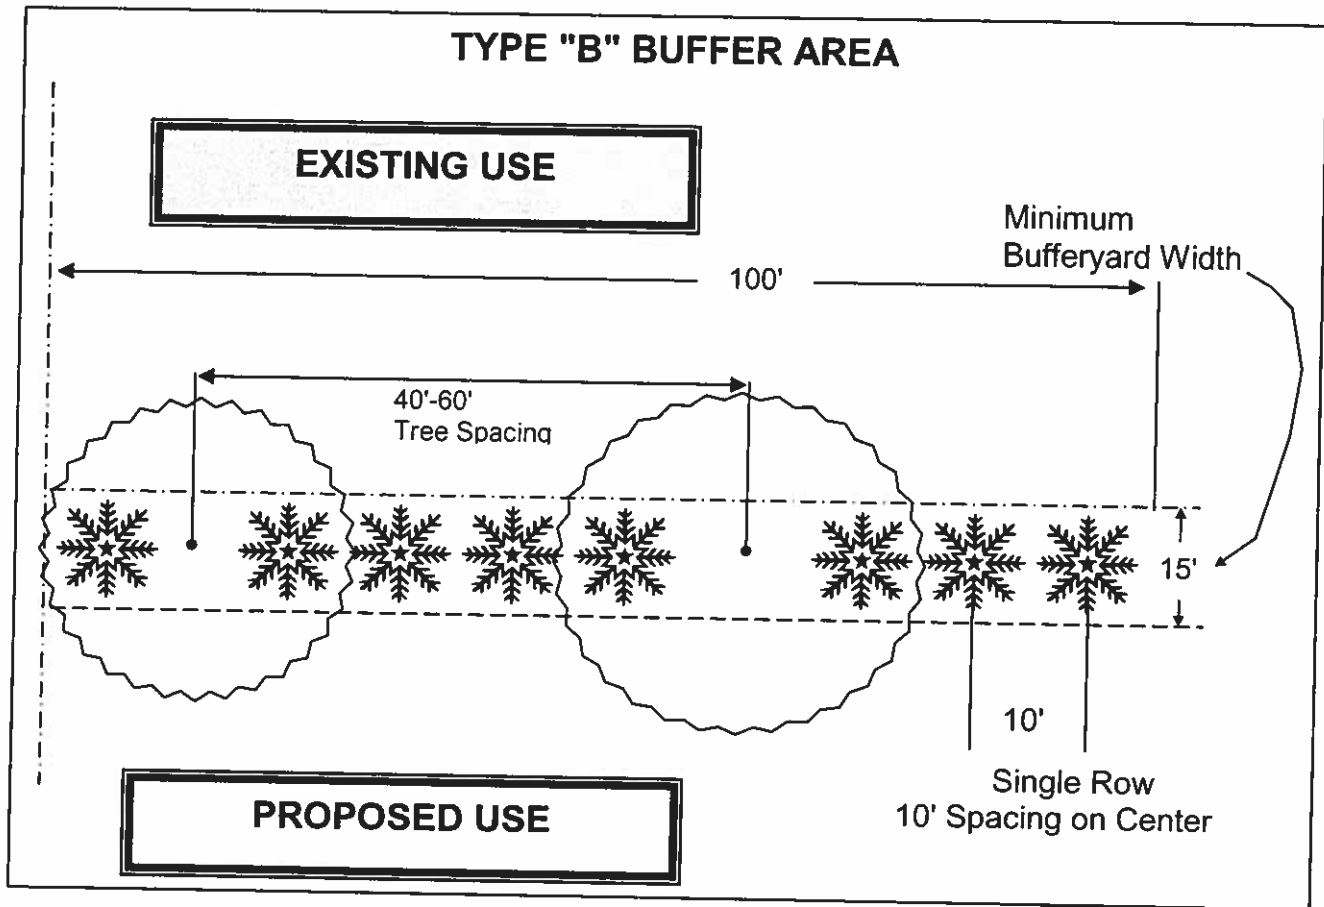 TYPE "B" BUFFER AREA
EXISTING USE
Minimum
Bufferyard Width
100'
40'-60'
Tree Spacing
15'
10'
Single Row
10' Spacing on Center
PROPOSED USE